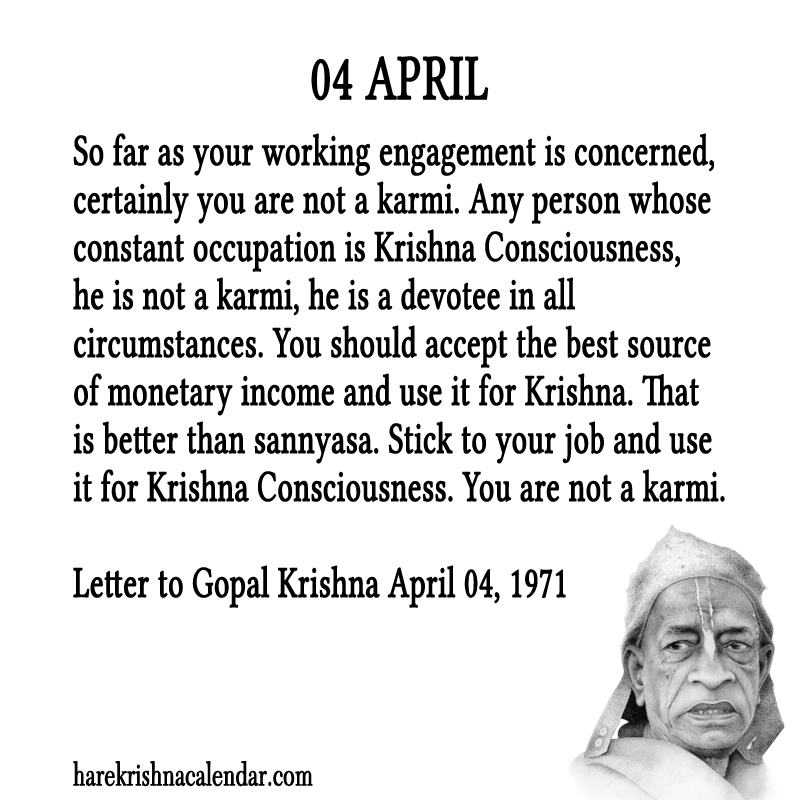 04 APRIL
So far as your working engagement is concerned,
certainly you are not a karmi. Any person whose
constant occupation is Krishna Consciousness,
he is not a karmi, he is a devotee in all
circumstances. You should accept the best source
of monetary income and use it for Krishna. That
is better than sannyasa. Stick to your job and use
it for Krishna Consciousness. You are not a karmi.
Letter to Gopal Krishna April 04, 1971
harekrishnacalendar.com